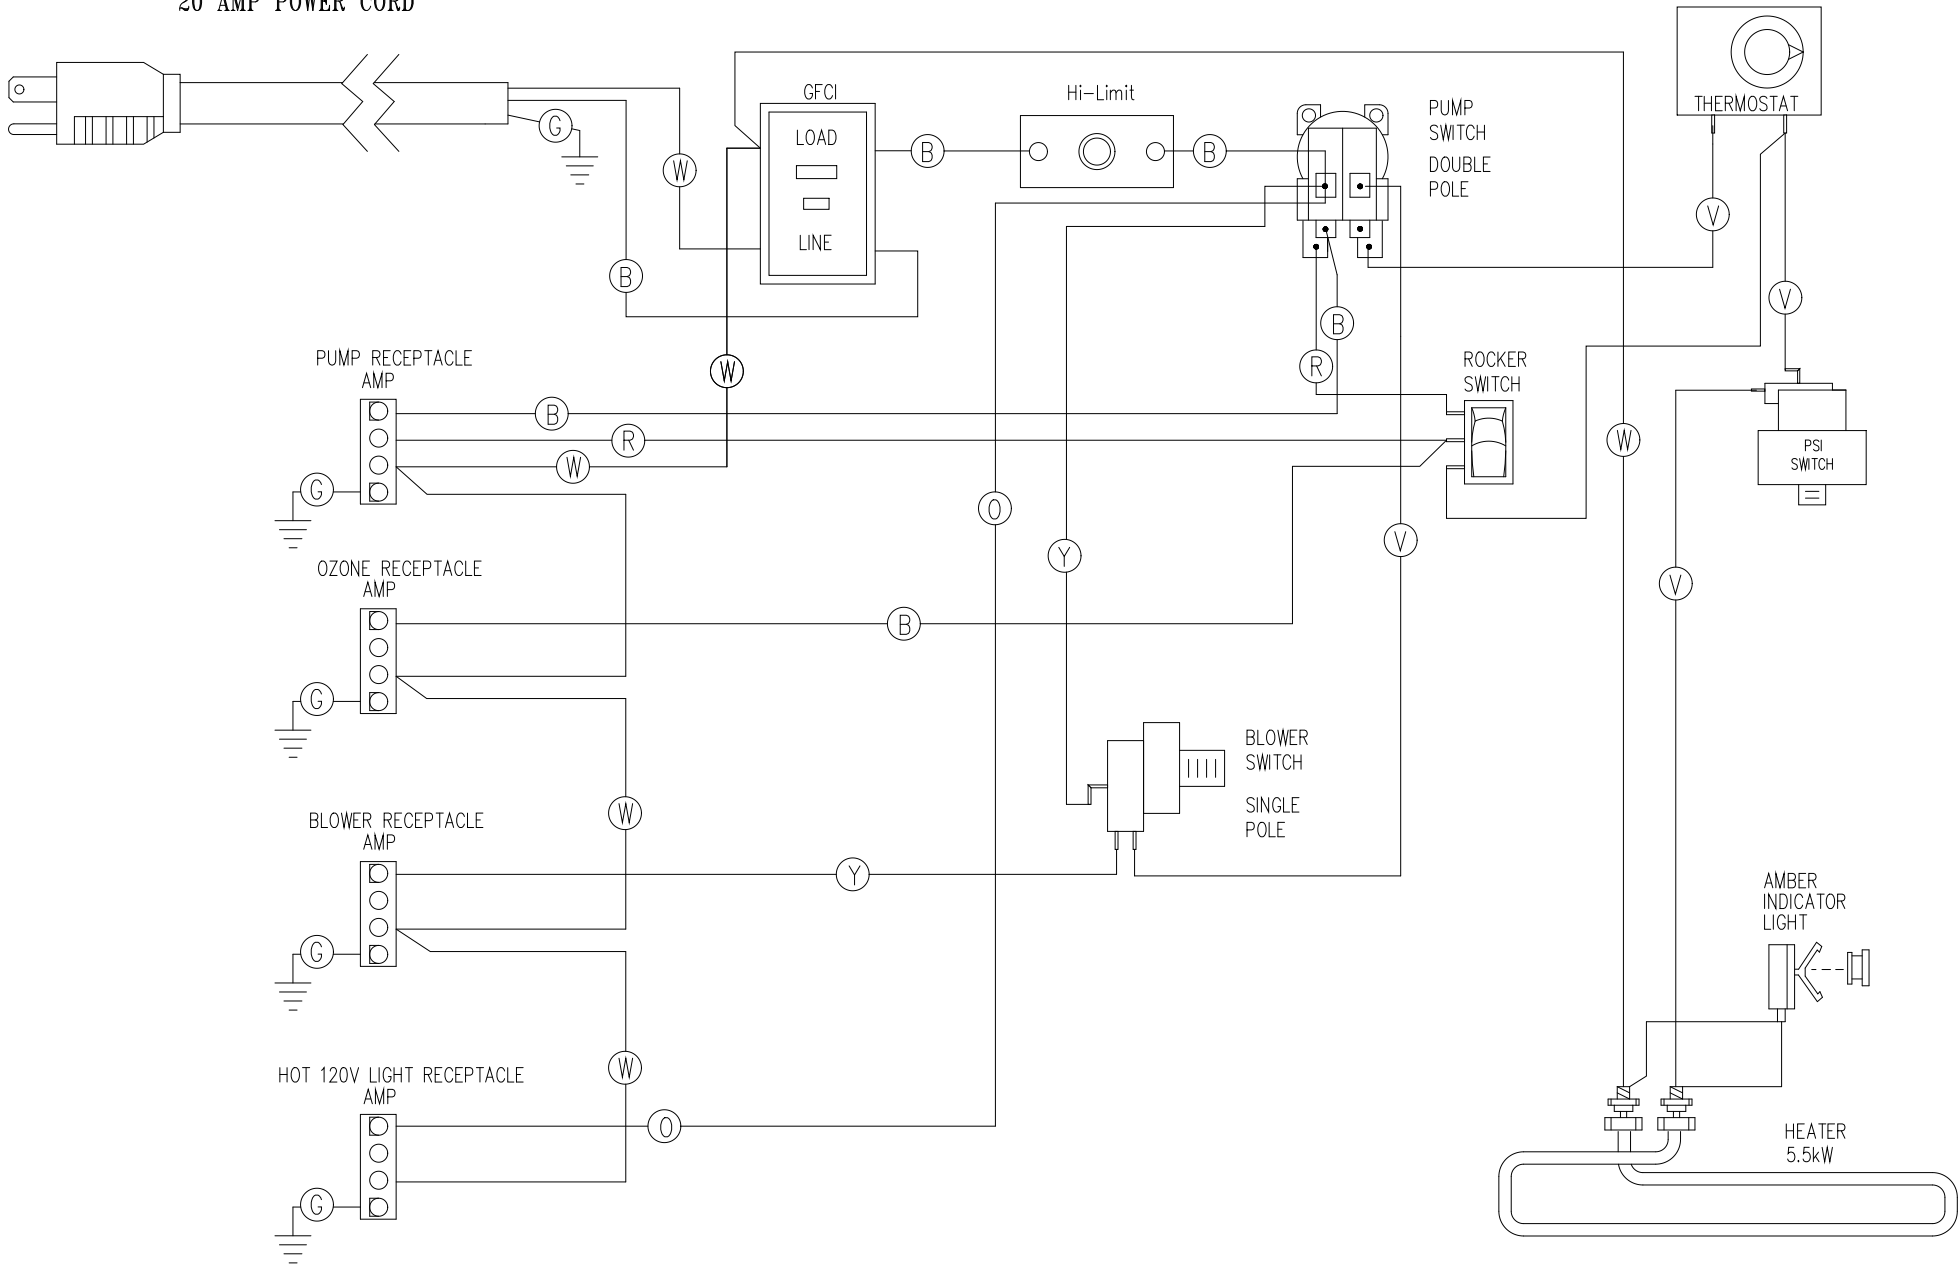 20 AMP POWER CORD
G
W
B
GFCI
LOAD
LINE
B
Hi-Limit
B
PUMP
SWITCH
DOUBLE
POLE
THERMOSTAT
V
V
B
R
W
PUMP RECEPTACLE
AMP
B
R
W
G
ROCKER
SWITCH
W
PSI
SWITCH
O
Y
V
V
OZONE RECEPTACLE
AMP
B
G
BLOWER
SWITCH
SINGLE
POLE
W
BLOWER RECEPTACLE
AMP
Y
G
AMBER
INDICATOR
LIGHT
W
HOT 120V LIGHT RECEPTACLE
AMP
O
G
HEATER
5.5kW